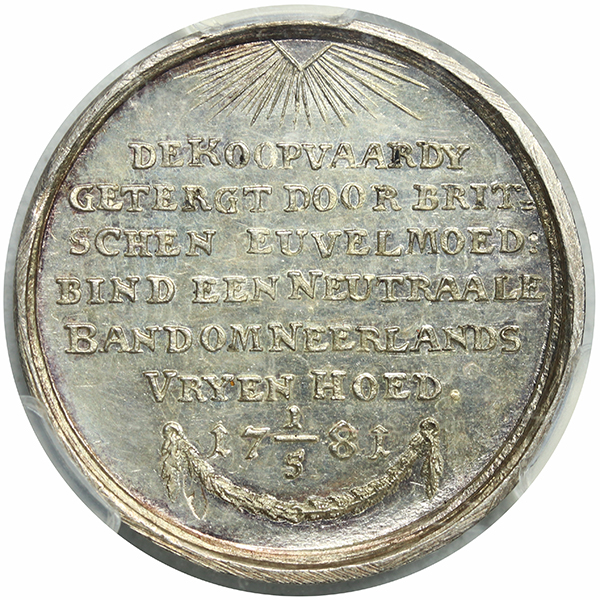 DE KOOPVAARDY
GETERGT DOOR BRIT-
SCHEN EUVELMOED:
BIND EEN NEUTRAALE
BAND OM NEERLANDS
VRYEN HOED.
17 1/5 81